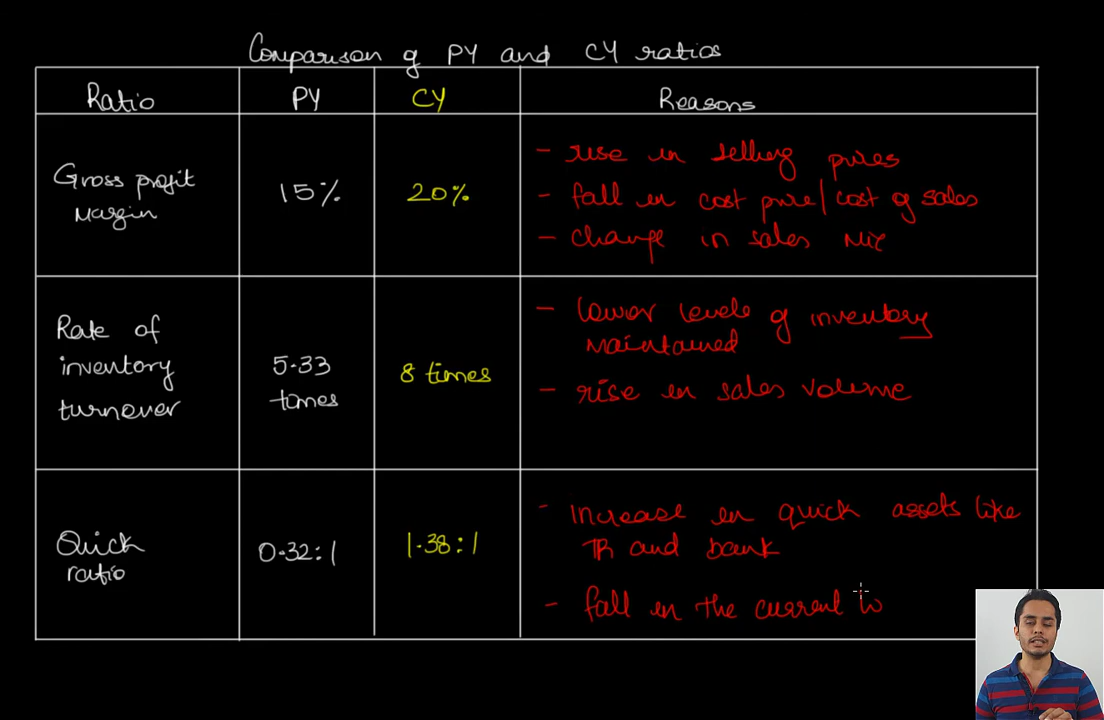 Comparison of PY and CY ratios
Ratio PY CY Reasons
Gross profit
Margin
15%
20%
- rise in selling prices
- fall in cost price/cost of sales
- change in sales mix
Rate of
inventory
turnover
5.33
times
8 times
- lower levels of inventory
maintained
- rise in sales volume
Quick
ratio
0.32:1
1.38:1
- increase in quick assets like
TR and bank
- fall in the current